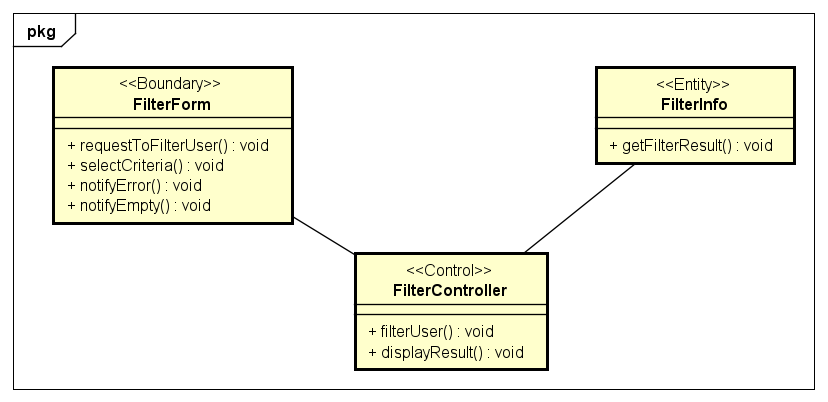 pkg
<<Boundary>>
FilterForm
+ requestToFilterUser() : void
+ selectCriteria() : void
+ notifyError() : void
+ notifyEmpty() : void
<<Entity>>
FilterInfo
+ getFilterResult() : void
<<Control>>
FilterController
+ filterUser() : void
+ displayResult() : void